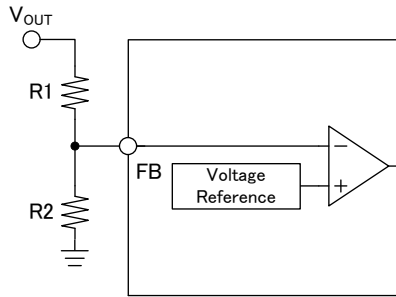 VOUT
R1
FB
Voltage
Reference
R2
−
+